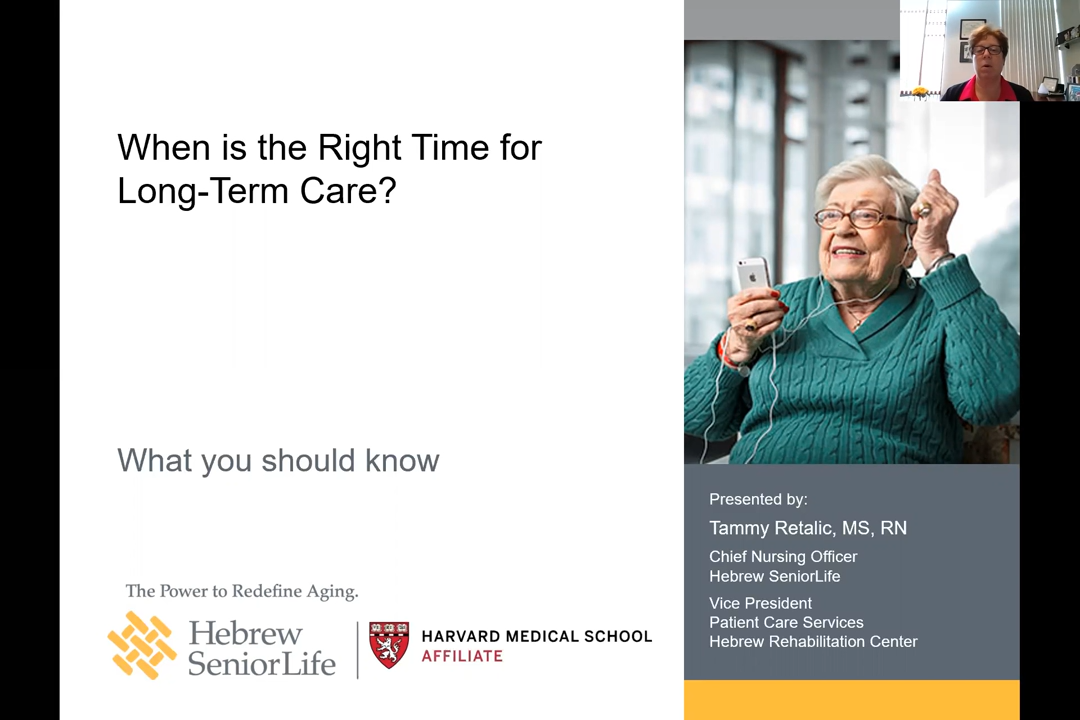 When is the Right Time for
Long-Term Care?
What you should know
The Power to Redefine Aging.
Hebrew
SeniorLife
HARVARD MEDICAL SCHOOL
AFFILIATE
Presented by:
Tammy Retalic, MS, RN
Chief Nursing Officer
Hebrew SeniorLife
Vice President
Patient Care Services
Hebrew Rehabilitation Center